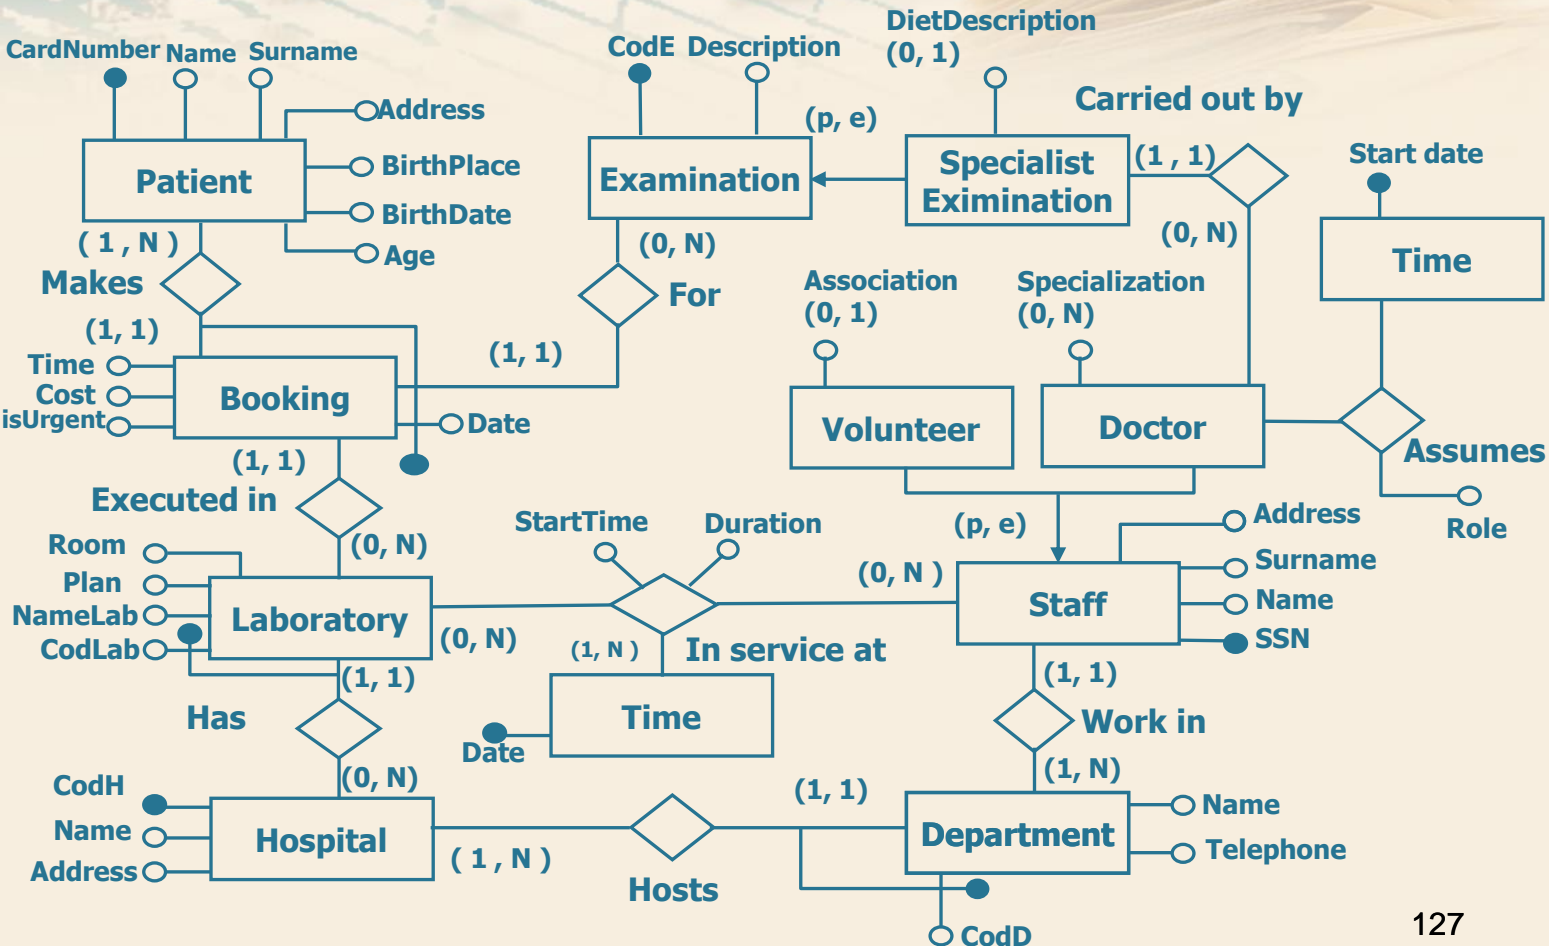 DietDescription
(0, 1)
CardNumber Name Surname
CodE Description
Address
(p, e)
Carried out by
Patient
BirthPlace
BirthDate
Age
Examination
Specialist
Eximination
(1 , 1)
Start date
( 1 , N )
Makes
(0, N)
For
(0, N)
Time
Association
(0, 1)
Specialization
(0, N)
(1, 1)
(1, 1)
Time
Cost
isUrgent
Booking
Date
Volunteer
Doctor
Assumes
Role
(1, 1)
Executed in
(0, N)
StartTime
Duration
(p, e)
Address
Surname
Name
SSN
Room
Plan
NameLab
CodLab
Laboratory
(0, N)
(0, N )
Staff
(1, N )
In service at
(1, 1)
Has
(1, 1)
Work in
Time
Date
(0, N)
(1, N)
CodH
Name
Address
Hospital
( 1 , N )
Hosts
(1, 1)
Department
Name
Telephone
CodD
127